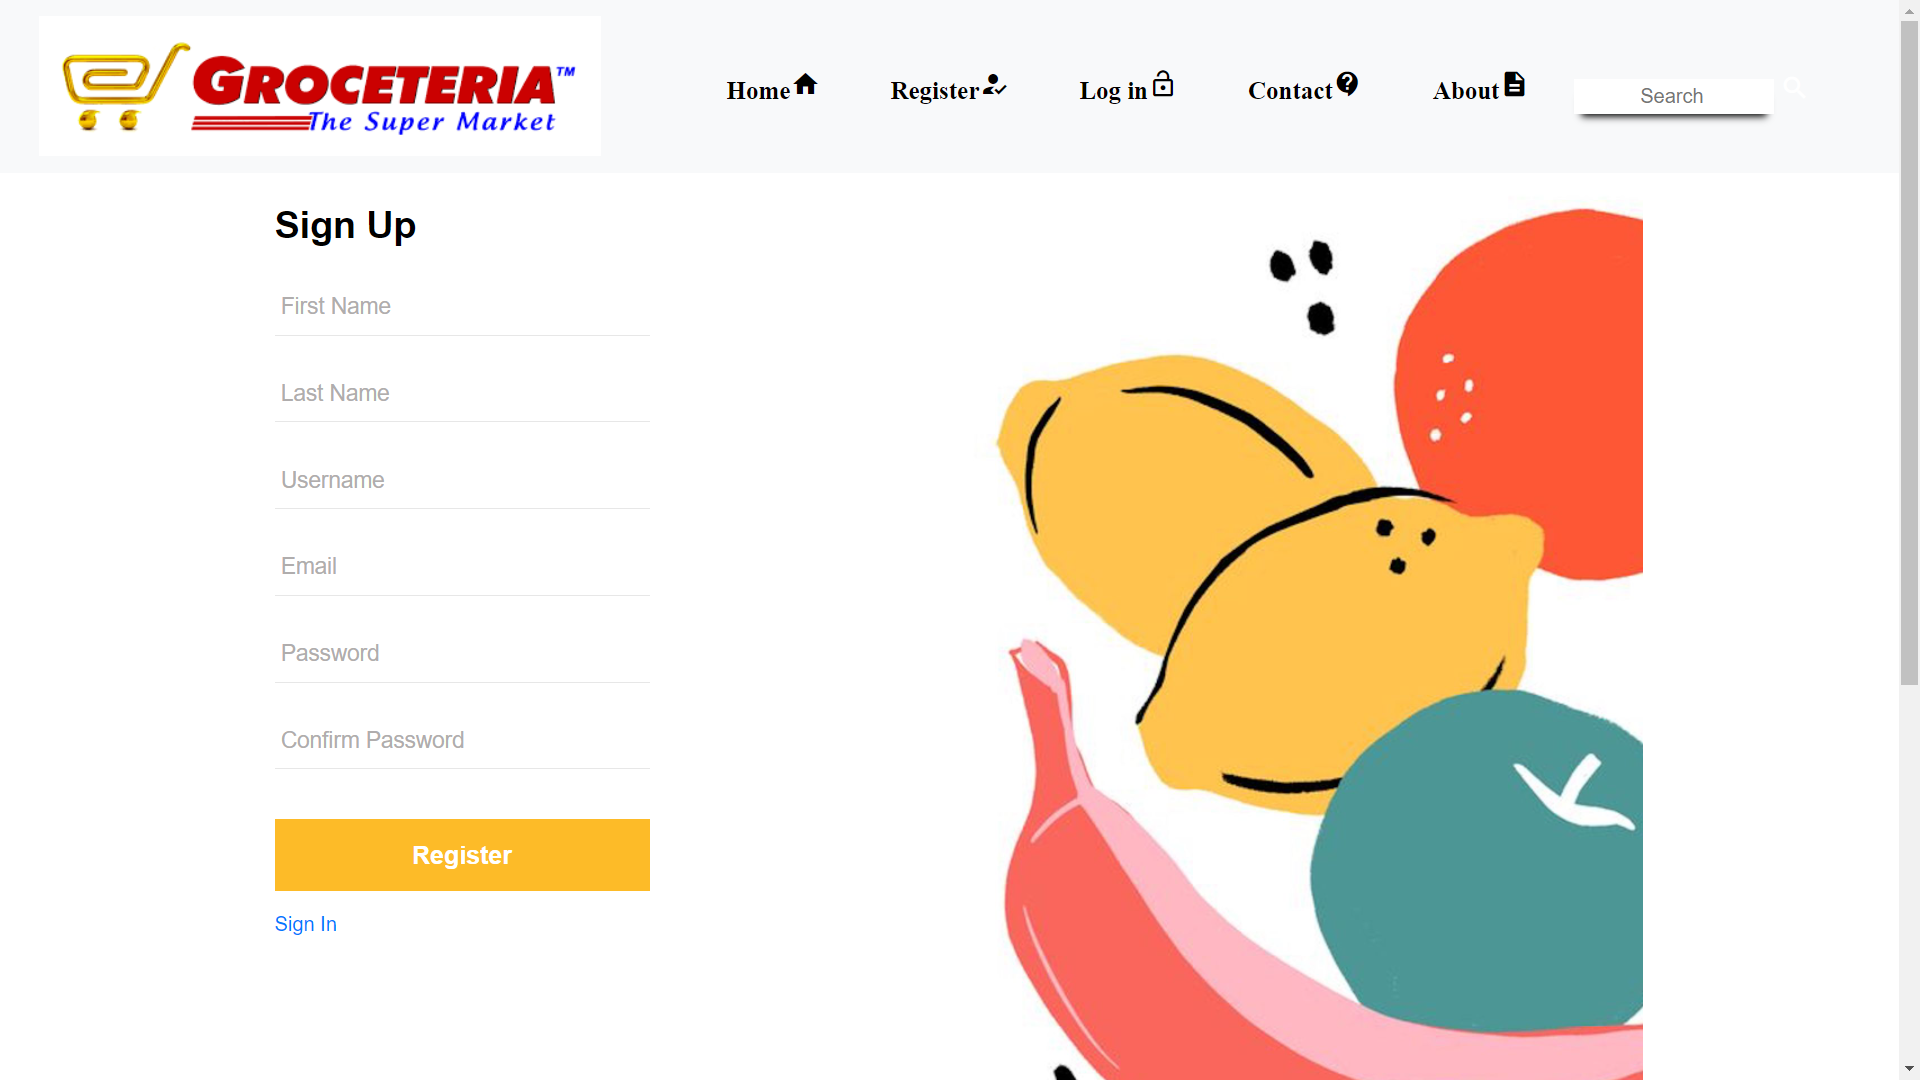 GROCETERIA™
The Super Market
Home
Register
Log in
Contact
About
Search
Sign Up
First Name
Last Name
Username
Email
Password
Confirm Password
Register
Sign In